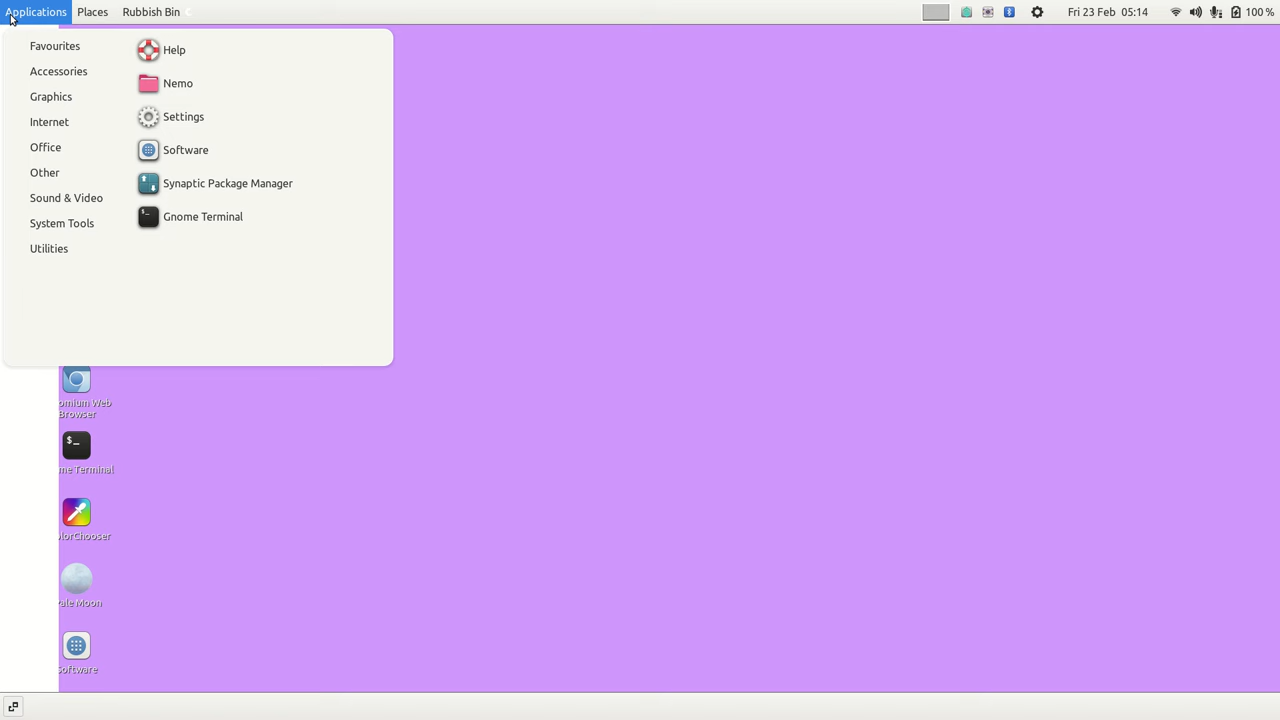 Applications Places Rubbish Bin C Fri 23 Feb 05:14 100 %
Favourites
Accessories
Graphics
Internet
Office
Other
Sound & Video
System Tools
Utilities
Help
Nemo
Settings
Software
Synaptic Package Manager
Gnome Terminal
omium Web
Browser
$_
me Terminal
lorChooser
ale Moon
Software